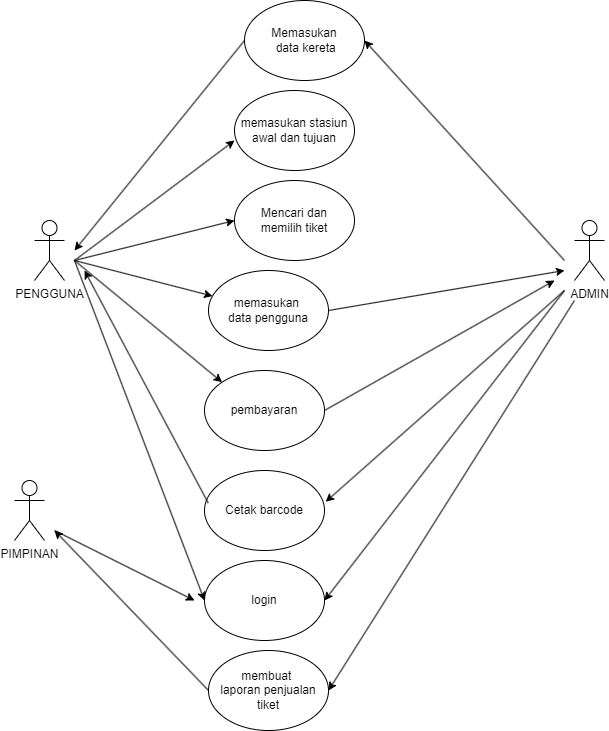 Memasukan
data kereta
memasukan stasiun
awal dan tujuan
Mencari dan
memilih tiket
PENGGUNA
ADMIN
memasukan
data pengguna
pembayaran
Cetak barcode
PIMPINAN
login
membuat
laporan penjualan
tiket